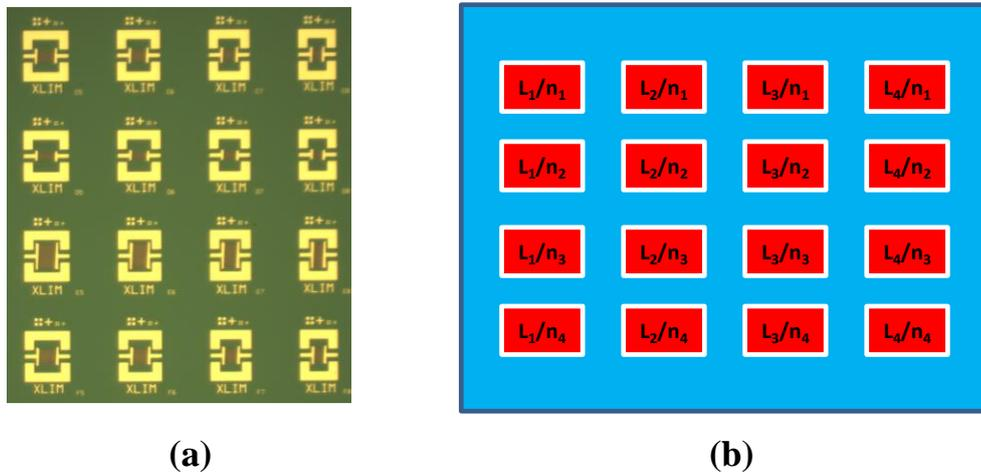 XLIM XLIM XLIM XLIM
XLIM XLIM XLIM XLIM
XLIM XLIM XLIM XLIM
XLIM XLIM XLIM XLIM
(a)
L₁/n₁ L₂/n₁ L₃/n₁ L₄/n₁
L₁/n₂ L₂/n₂ L₃/n₂ L₄/n₂
L₁/n₃ L₂/n₃ L₃/n₃ L₄/n₃
L₁/n₄ L₂/n₄ L₃/n₄ L₄/n₄
(b)